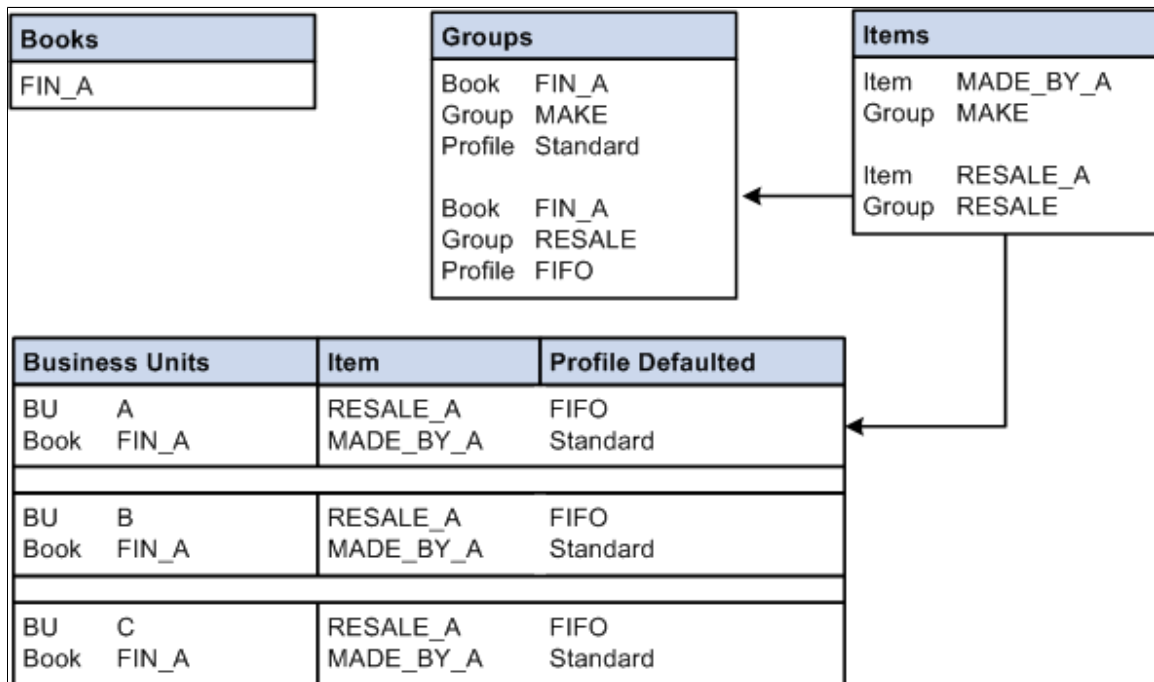 Books
FIN_A
Groups
Book FIN_A
Group MAKE
Profile Standard
Book FIN_A
Group RESALE
Profile FIFO
Items
Item MADE_BY_A
Group MAKE
Item RESALE_A
Group RESALE
Business Units Item Profile Defaulted
BU A RESALE_A FIFO
Book FIN_A MADE_BY_A Standard
BU B RESALE_A FIFO
Book FIN_A MADE_BY_A Standard
BU C RESALE_A FIFO
Book FIN_A MADE_BY_A Standard